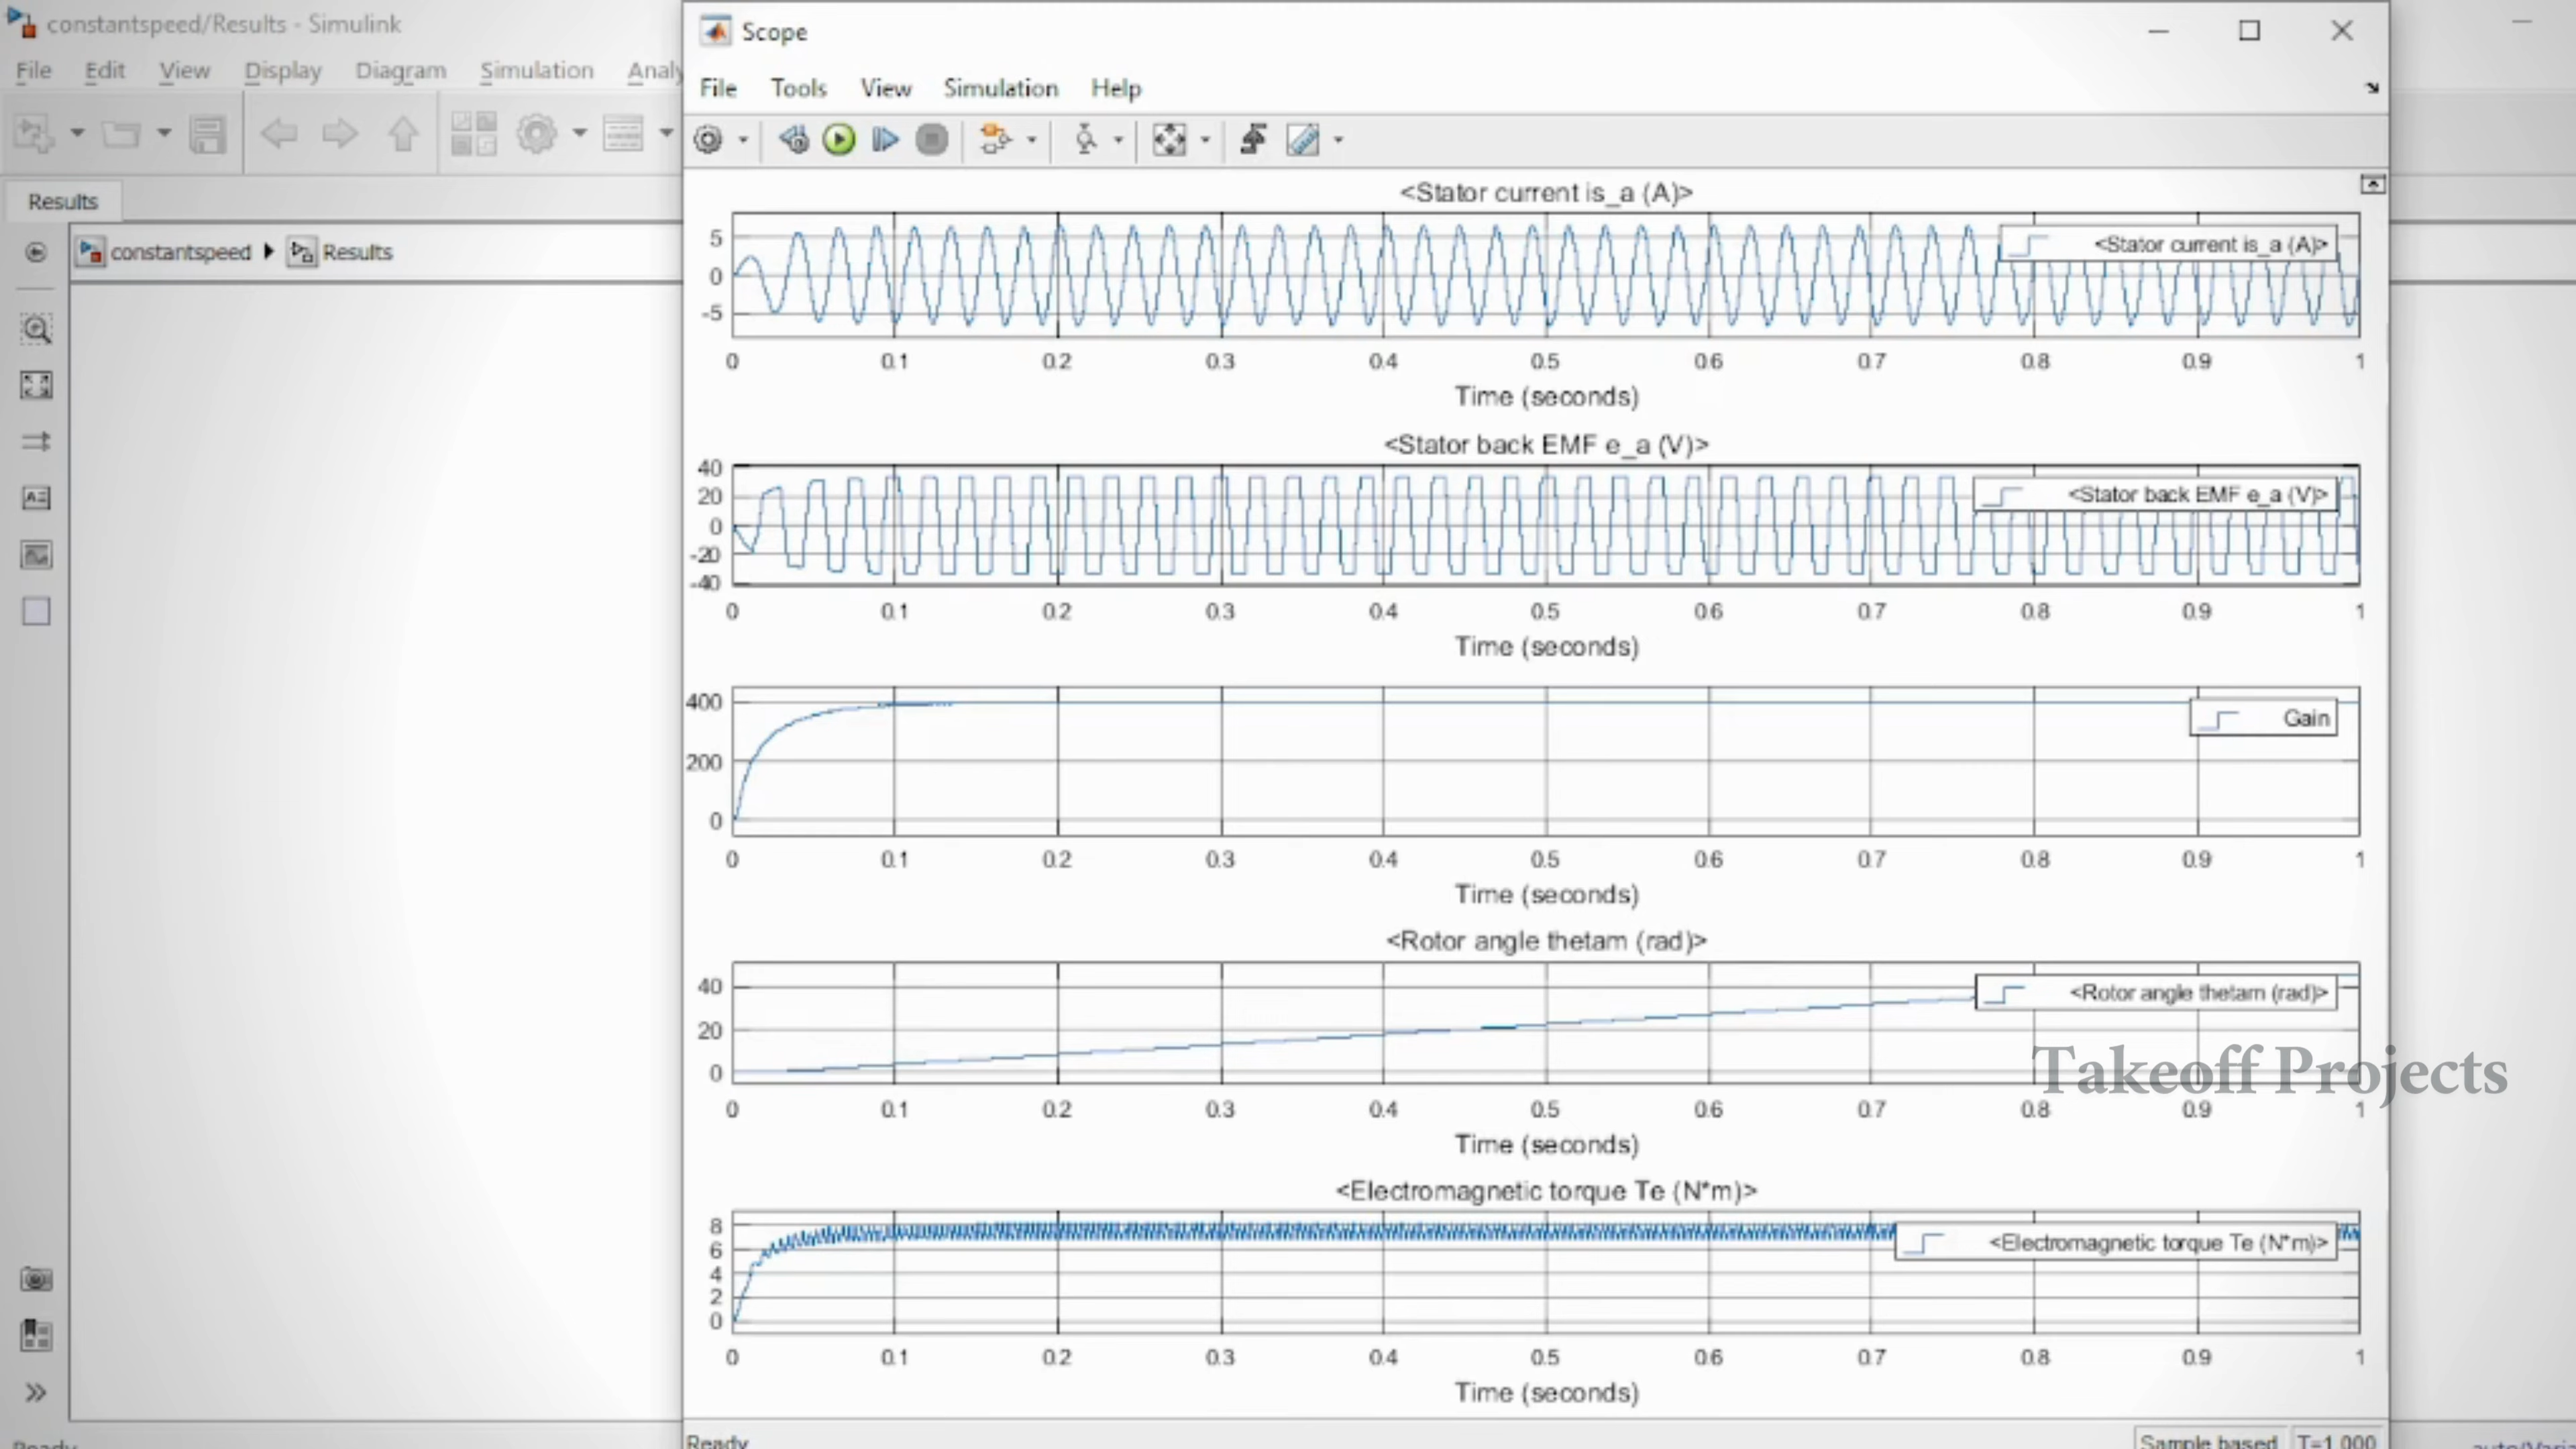 constantspeed/Results - Simulink
File Edit View Display Diagram Simulation
Results
constantspeed Results
Scope
File Tools View Simulation Help
<Stator current is_a (A)>
<Stator current is_a (A)>
5
0
-5
0 0.1 0.2 0.3 0.4 0.5 0.6 0.7 0.8 0.9 1
Time (seconds)
<Stator back EMF e_a (V)>
<Stator back EMF e_a (V)>
40
20
0
-20
-40
0 0.1 0.2 0.3 0.4 0.5 0.6 0.7 0.8 0.9 1
Time (seconds)
Gain
400
200
0
0 0.1 0.2 0.3 0.4 0.5 0.6 0.7 0.8 0.9 1
Time (seconds)
<Rotor angle thetam (rad)>
<Rotor angle thetam (rad)>
40
20
0
Takeoff Projects
0 0.1 0.2 0.3 0.4 0.5 0.6 0.7 0.8 0.9 1
Time (seconds)
<Electromagnetic torque Te (N*m)>
<Electromagnetic torque Te (N*m)>
8
6
4
2
0
0 0.1 0.2 0.3 0.4 0.5 0.6 0.7 0.8 0.9 1
Time (seconds)
Ready
Sample based T=1.000